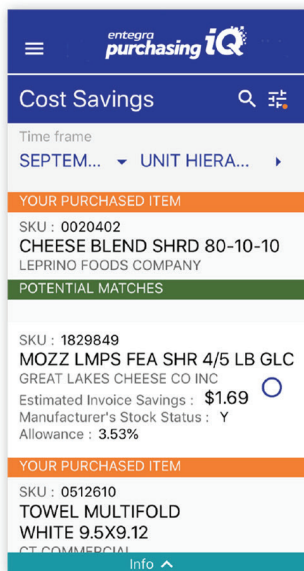 entegra
purchasing iQ
Cost Savings
Time frame
SEPTEM... UNIT HIERA...
YOUR PURCHASED ITEM
SKU : 0020402
CHEESE BLEND SHRD 80-10-10
LEPRINO FOODS COMPANY
POTENTIAL MATCHES
SKU : 1829849
MOZZ LMPS FEA SHR 4/5 LB GLC
GREAT LAKES CHEESE CO INC
Estimated Invoice Savings : $1.69
Manufacturer's Stock Status : Y
Allowance : 3.53%
YOUR PURCHASED ITEM
SKU : 0512610
TOWEL MULTIFOLD
WHITE 9.5X9.12
CT COMMERCIAL
Info